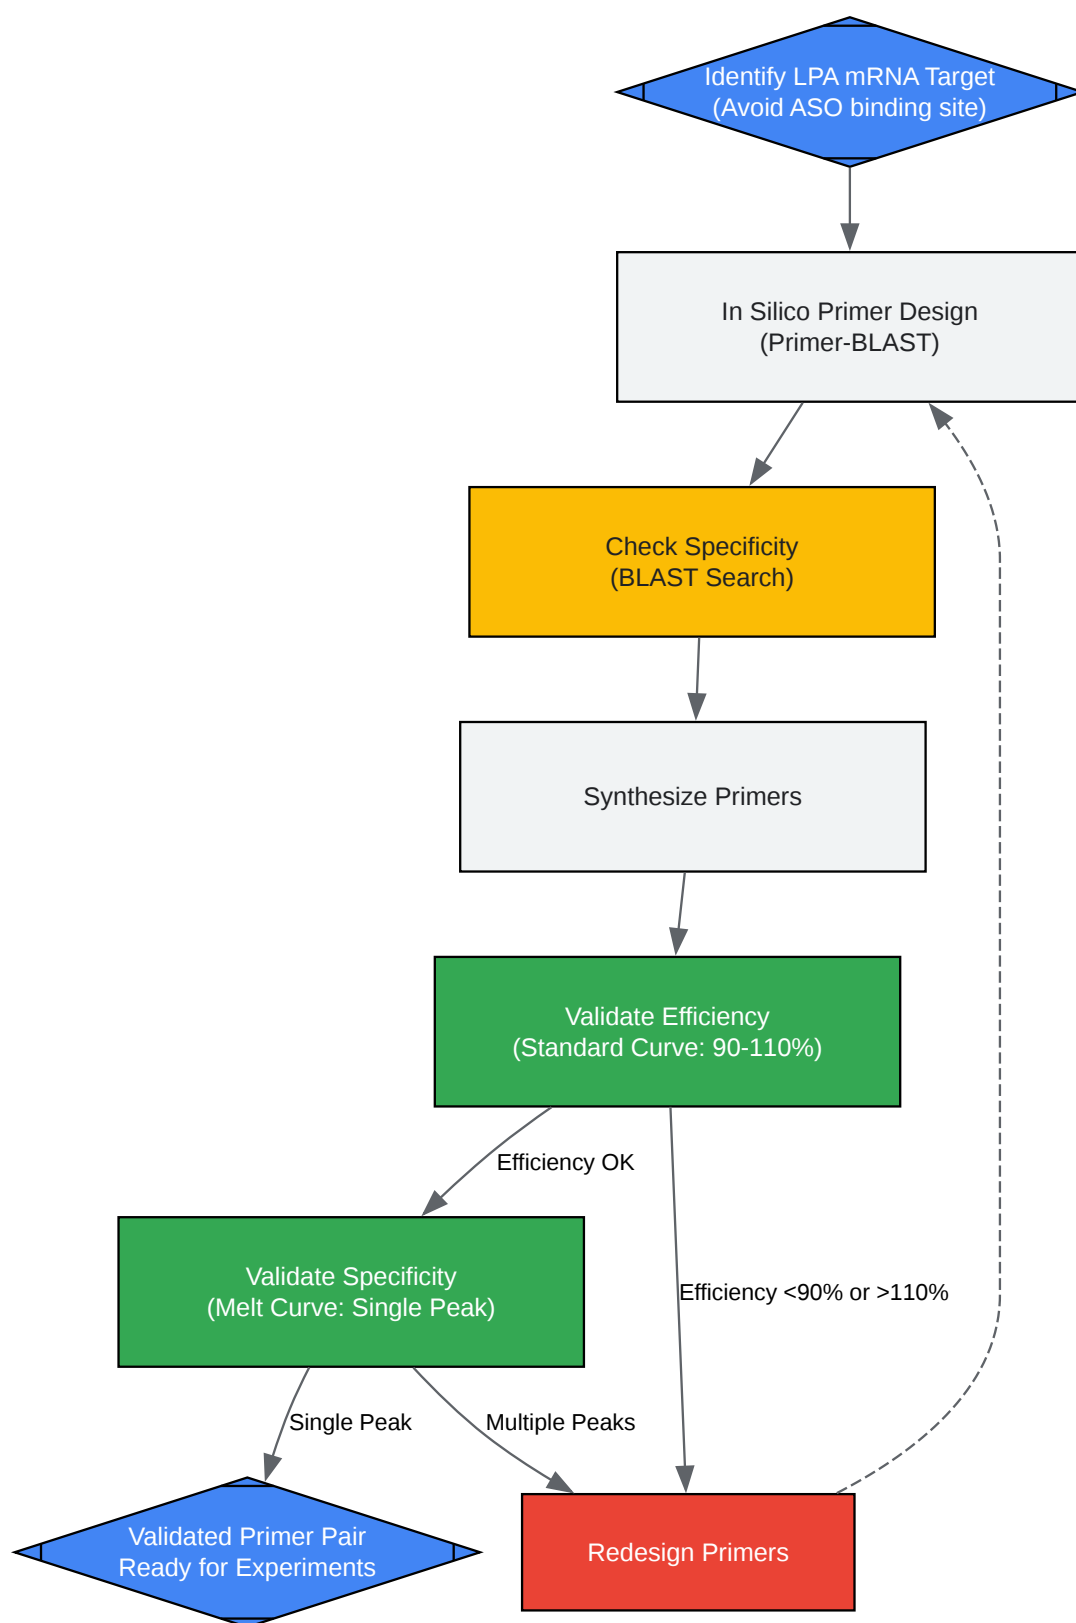 Identify LPA mRNA Target
(Avoid ASO binding site)
In Silico Primer Design
(Primer-BLAST)
Check Specificity
(BLAST Search)
Synthesize Primers
Validate Efficiency
(Standard Curve: 90-110%)
Efficiency OK
Validate Specificity
(Melt Curve: Single Peak)
Efficiency <90% or >110%
Single Peak
Multiple Peaks
Validated Primer Pair
Ready for Experiments
Redesign Primers